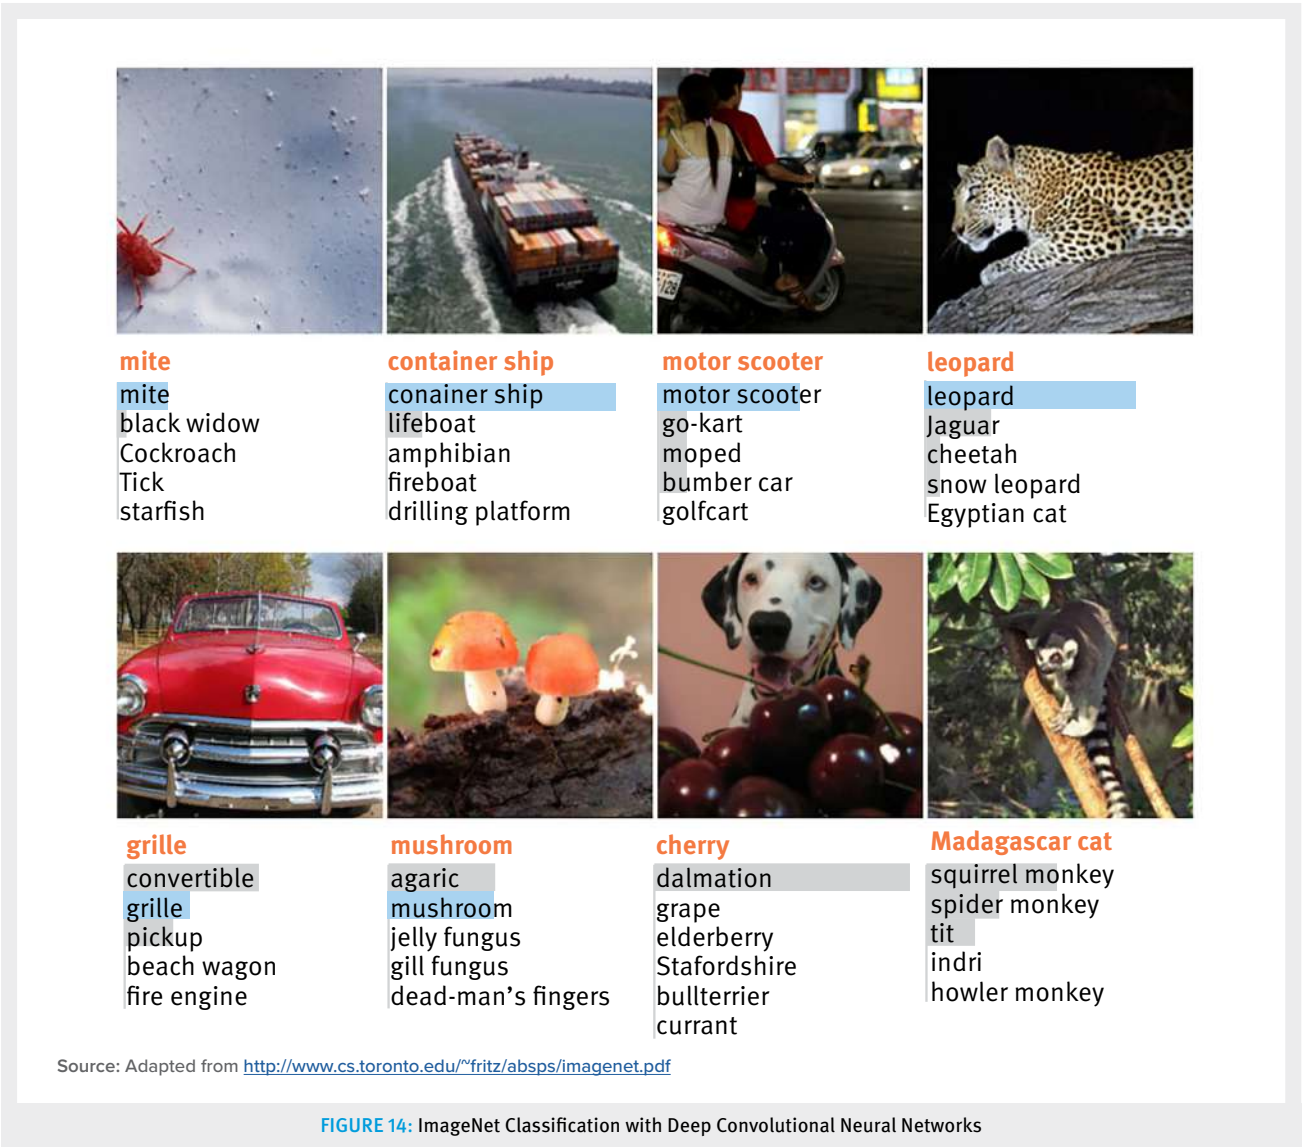 mite
mite
black widow
Cockroach
Tick
starfish
container ship
conainer ship
lifeboat
amphibian
fireboat
drilling platform
motor scooter
motor scooter
go-kart
moped
bumber car
golfcart
leopard
leopard
Jaguar
cheetah
snow leopard
Egyptian cat
grille
convertible
grille
pickup
beach wagon
fire engine
mushroom
agaric
mushroom
jelly fungus
gill fungus
dead-man's fingers
cherry
dalmation
grape
elderberry
Stafordshire
bullterrier
currant
Madagascar cat
squirrel monkey
spider monkey
tit
indri
howler monkey
Source: Adapted from http://www.cs.toronto.edu/~fritz/absps/imagenet.pdf
FIGURE 14: ImageNet Classification with Deep Convolutional Neural Networks